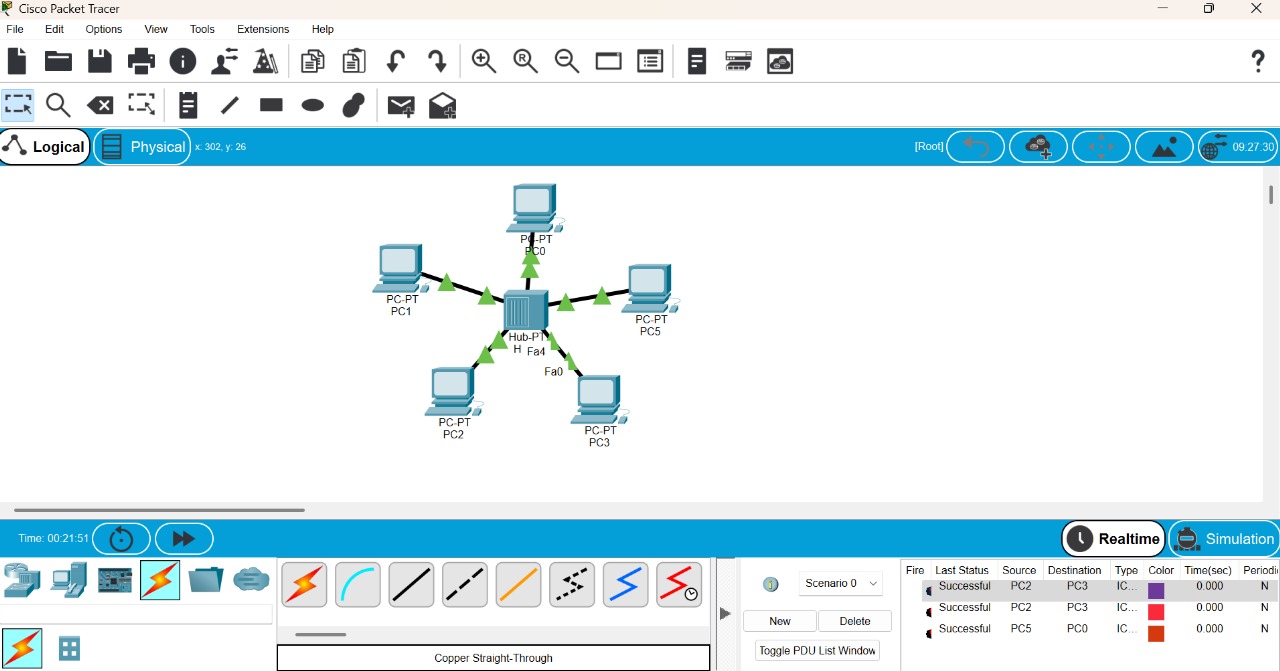 Cisco Packet Tracer
File Edit Options View Tools Extensions Help
Logical Physical x: 302, y: 26 [Root] 09:27:30
PC-PT
PC0
PC-PT
PC1
PC-PT
PC5
Hub-PT
H Fa4
Fa0
PC-PT
PC2
PC-PT
PC3
Time: 00:21:51 Realtime Simulation
Scenario 0
New Delete
Toggle PDU List Window
Copper Straight-Through
Fire Last Status Source Destination Type Color Time(sec) Periodi
Successful PC2 PC3 IC... 0.000 N
Successful PC2 PC3 IC... 0.000 N
Successful PC5 PC0 IC... 0.000 N